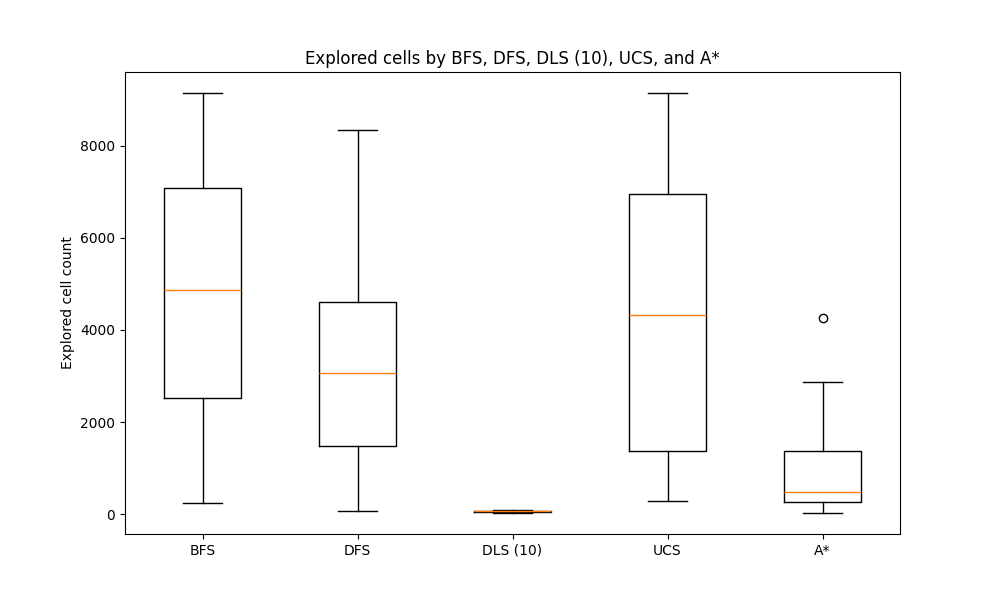 Explored cells by BFS, DFS, DLS (10), UCS, and A*
Explored cell count
8000
6000
4000
2000
0
BFS DFS DLS (10) UCS A*